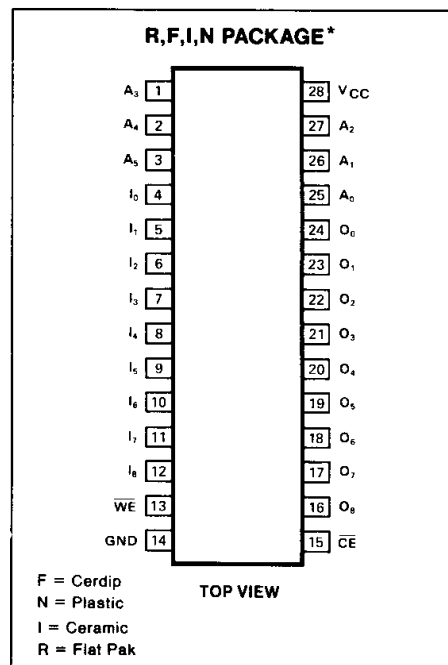 R,F,I,N PACKAGE*
A₃ 1 28 V_CC
A₄ 2 27 A₂
A₅ 3 26 A₁
I₀ 4 25 A₀
I₁ 5 24 O₀
I₂ 6 23 O₁
I₃ 7 22 O₂
I₄ 8 21 O₃
I₅ 9 20 O₄
I₆ 10 19 O₅
I₇ 11 18 O₆
I₈ 12 17 O₇
W̅E̅ 13 16 O₈
GND 14 15 C̅E̅
TOP VIEW
F = Cerdip
N = Plastic
I = Ceramic
R = Flat Pak